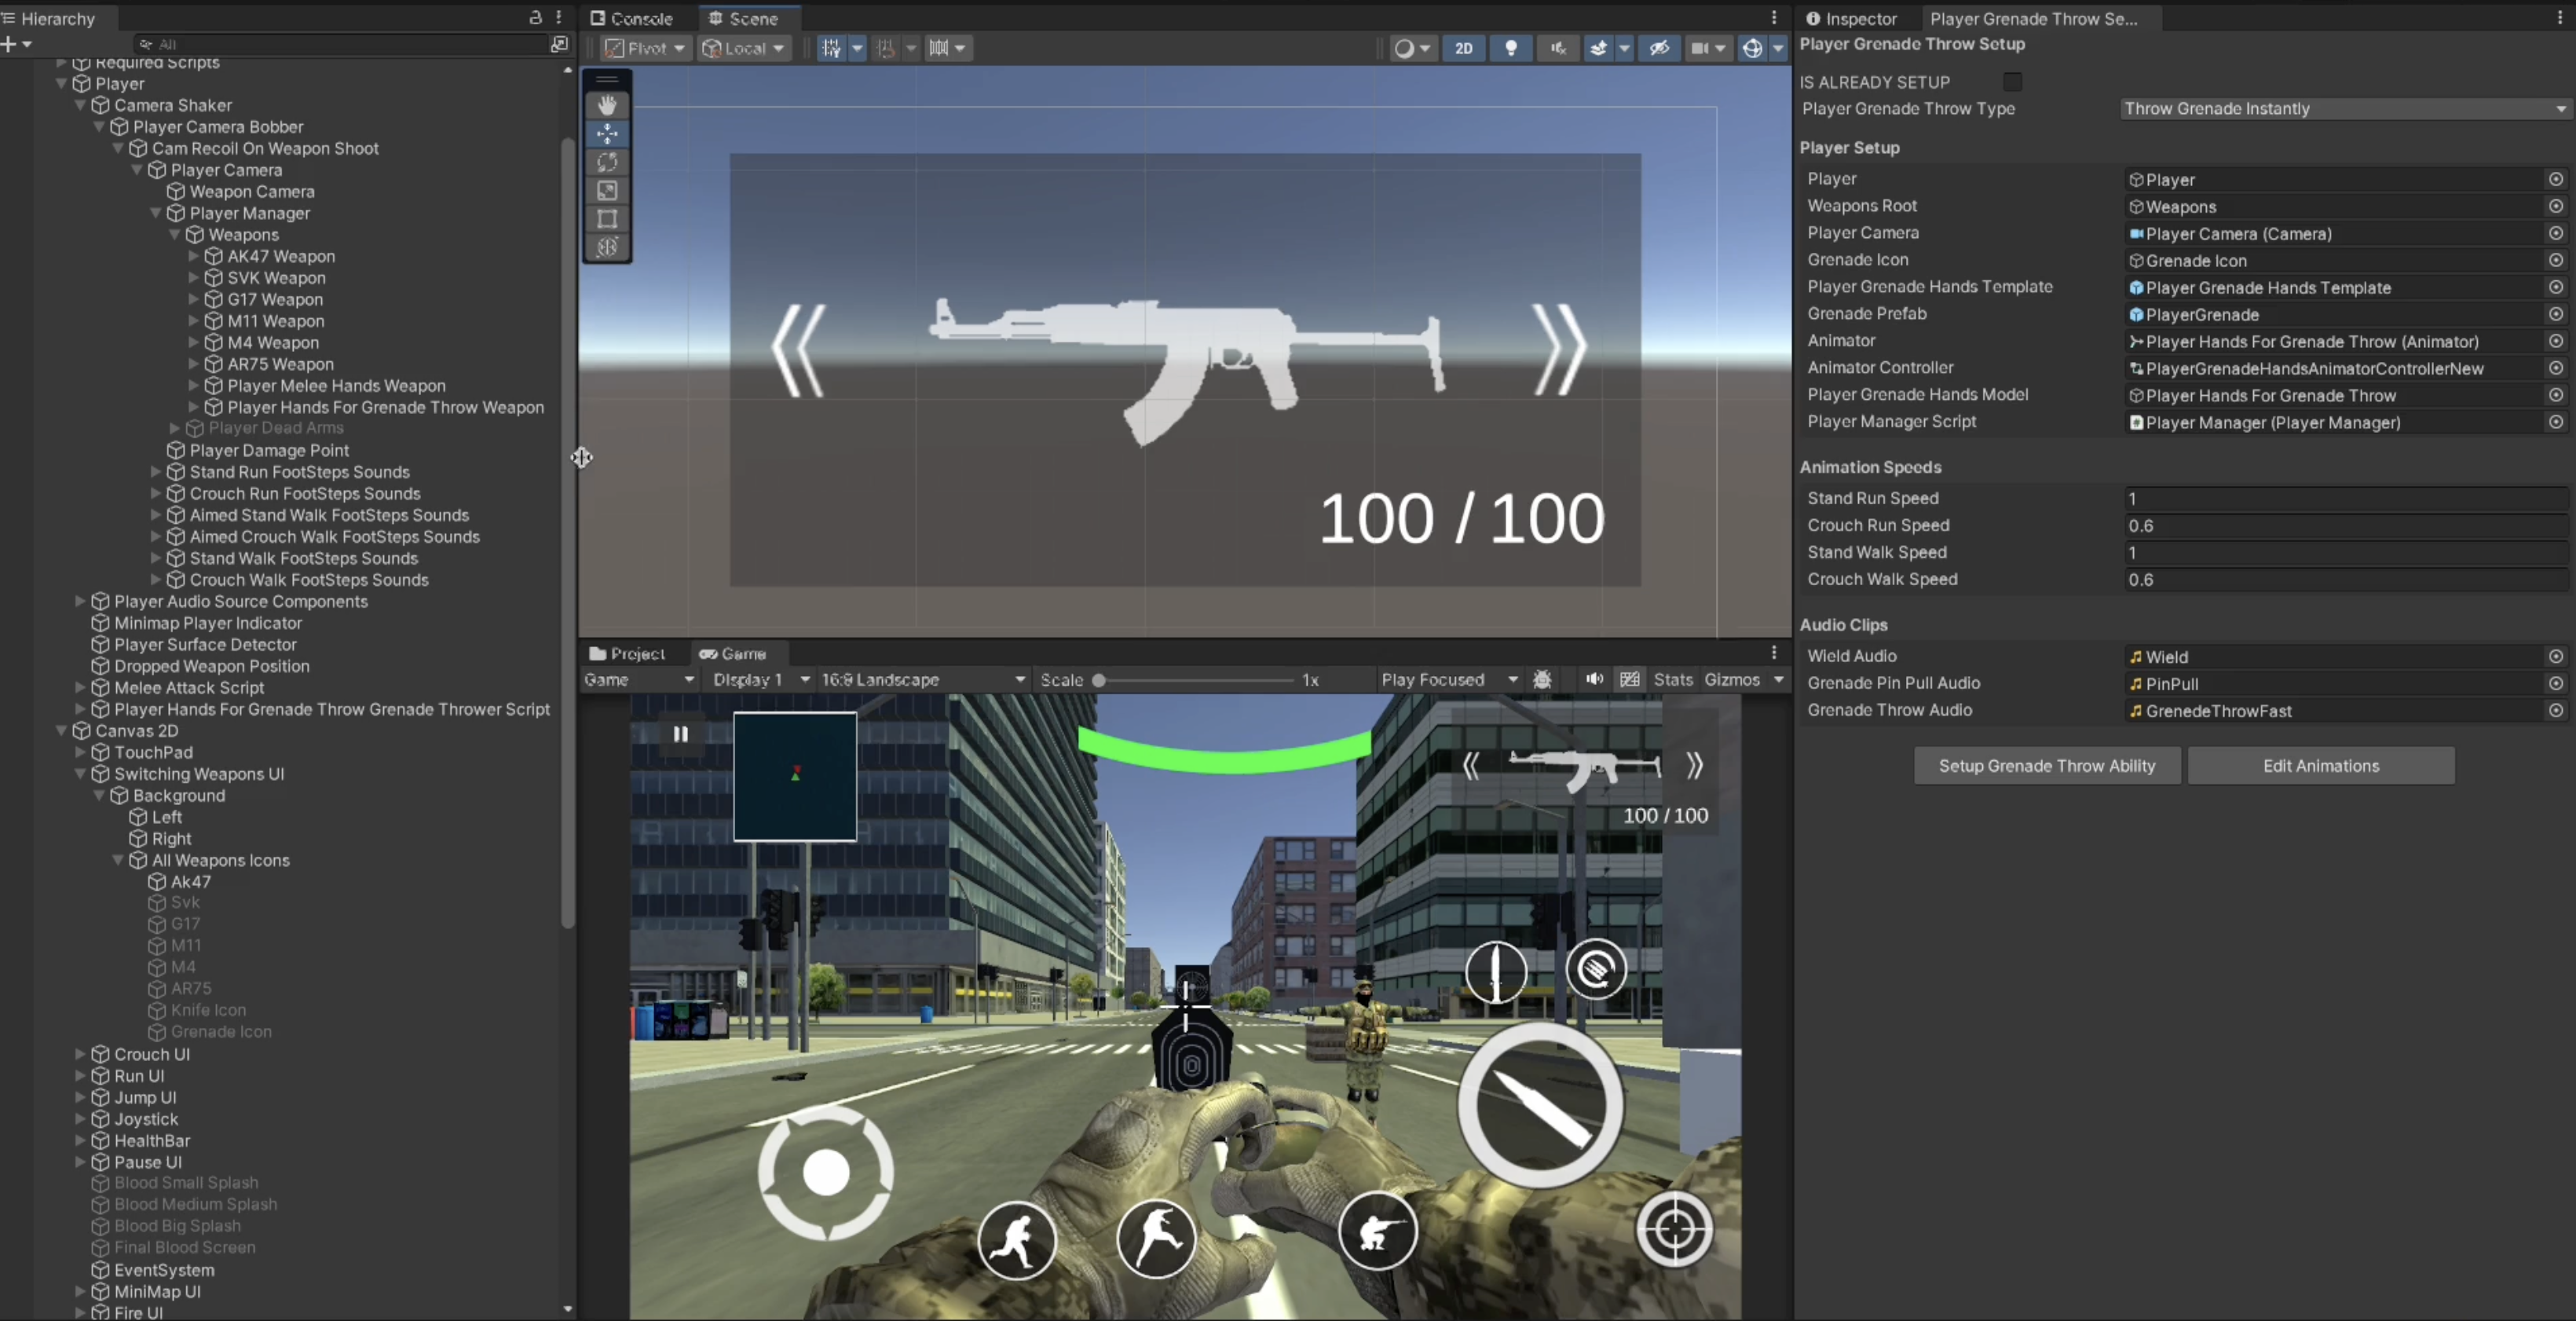 Hierarchy
All
Required Scripts
Player
Camera Shaker
Player Camera Bobber
Cam Recoil On Weapon Shoot
Player Camera
Weapon Camera
Player Manager
Weapons
AK47 Weapon
SVK Weapon
G17 Weapon
M11 Weapon
M4 Weapon
AR75 Weapon
Player Melee Hands Weapon
Player Hands For Grenade Throw Weapon
Player Dead Arms
Player Damage Point
Stand Run FootSteps Sounds
Crouch Run FootSteps Sounds
Aimed Stand Walk FootSteps Sounds
Aimed Crouch Walk FootSteps Sounds
Stand Walk FootSteps Sounds
Crouch Walk FootSteps Sounds
Player Audio Source Components
Minimap Player Indicator
Player Surface Detector
Dropped Weapon Position
Melee Attack Script
Player Hands For Grenade Throw Grenade Thrower Script
Canvas 2D
TouchPad
Switching Weapons UI
Background
Left
Right
All Weapons Icons
Ak47
Svk
G17
M11
M4
AR75
Knife Icon
Grenade Icon
Crouch UI
Run UI
Jump UI
Joystick
HealthBar
Pause UI
Blood Small Splash
Blood Medium Splash
Blood Big Splash
Final Blood Screen
EventSystem
MiniMap UI
Fire UI
Console Scene
Pivot Local 2D
100 / 100
Project Game
Game Display 1 16:9 Landscape Scale 1x Play Focused Stats Gizmos
100 / 100
Inspector Player Grenade Throw Se...
Player Grenade Throw Setup
IS ALREADY SETUP
Player Grenade Throw Type Throw Grenade Instantly
Player Setup
Player Player
Weapons Root Weapons
Player Camera Player Camera (Camera)
Grenade Icon Grenade Icon
Player Grenade Hands Template Player Grenade Hands Template
Grenade Prefab PlayerGrenade
Animator Player Hands For Grenade Throw (Animator)
Animator Controller PlayerGrenadeHandsAnimatorControllerNew
Player Grenade Hands Model Player Hands For Grenade Throw
Player Manager Script Player Manager (Player Manager)
Animation Speeds
Stand Run Speed 1
Crouch Run Speed 0.6
Stand Walk Speed 1
Crouch Walk Speed 0.6
Audio Clips
Wield Audio Wield
Grenade Pin Pull Audio PinPull
Grenade Throw Audio GrenedeThrowFast
Setup Grenade Throw Ability Edit Animations